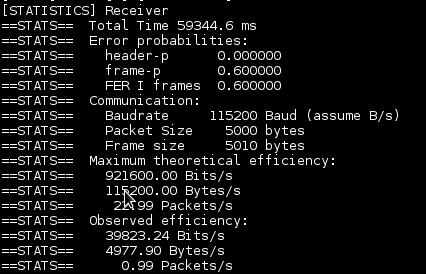 [STATISTICS] Receiver
==STATS== Total Time 59344.6 ms
==STATS== Error probabilities:
==STATS== header-p 0.000000
==STATS== frame-p 0.600000
==STATS== FER I frames 0.600000
==STATS== Communication:
==STATS== Baudrate 115200 Baud (assume B/s)
==STATS== Packet Size 5000 bytes
==STATS== Frame size 5010 bytes
==STATS== Maximum theoretical efficiency:
==STATS== 921600.00 Bits/s
==STATS== 115200.00 Bytes/s
==STATS== Packets/s
==STATS== Observed efficiency:
==STATS== 39823.24 Bits/s
==STATS== 4977.90 Bytes/s
==STATS== 0.99 Packets/s